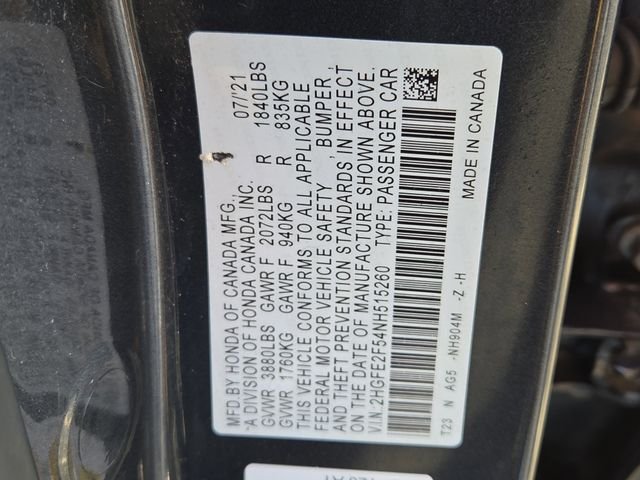 MFD.BY HONDA OF CANADA MFG., 07/'21
-A DIVISION OF HONDA CANADA INC.
GVWR 3880LBS GAWR F 2072LBS R 1840LBS
GVWR 1760KG GAWR F 940KG R 835KG
THIS VEHICLE CONFORMS TO ALL APPLICABLE
FEDERAL MOTOR VEHICLE SAFETY, BUMPER,
AND THEFT PREVENTION STANDARDS IN EFFECT
ON THE DATE OF MANUFACTURE SHOWN ABOVE.
V.I.N. 2HGFE2F54NH515260 TYPE: PASSENGER CAR
T23 N AG5 -NH904M -Z -H
MADE IN CANADA